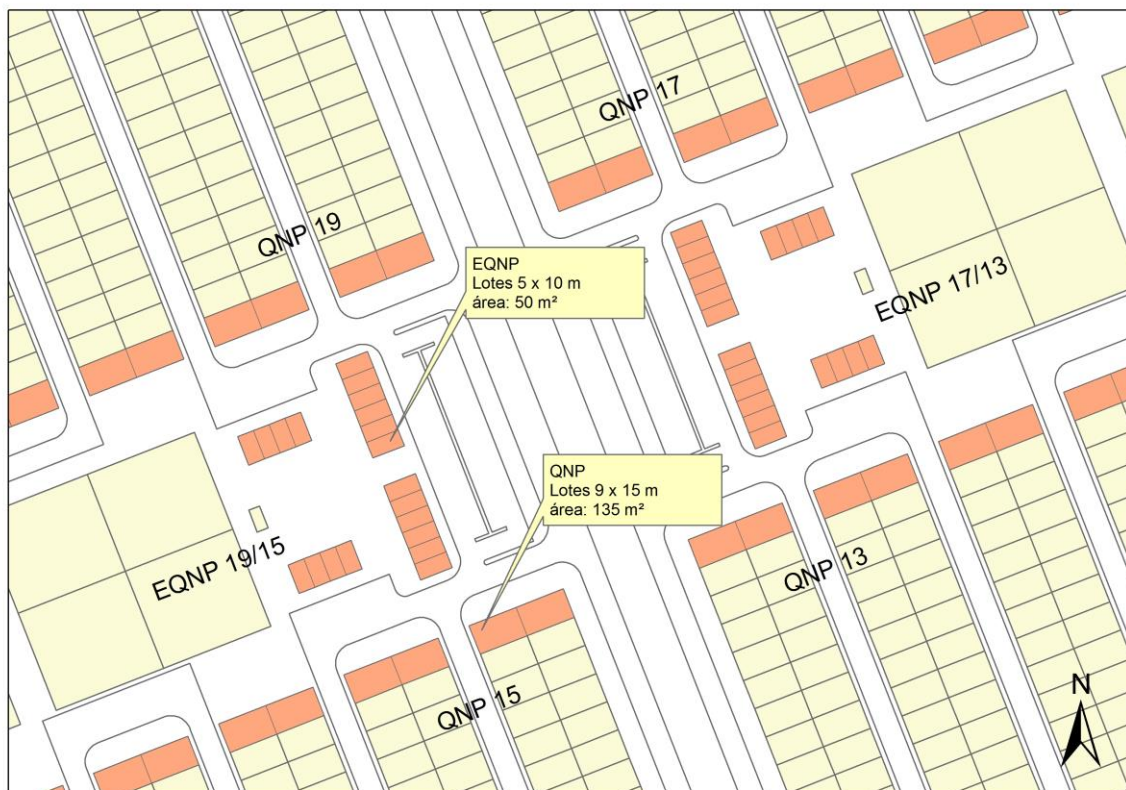 QNP 17
QNP 19
EQNP
Lotes 5 x 10 m
área: 50 m²
EQNP 17/13
QNP
Lotes 9 x 15 m
área: 135 m²
EQNP 19/15
QNP 13
QNP 15
N